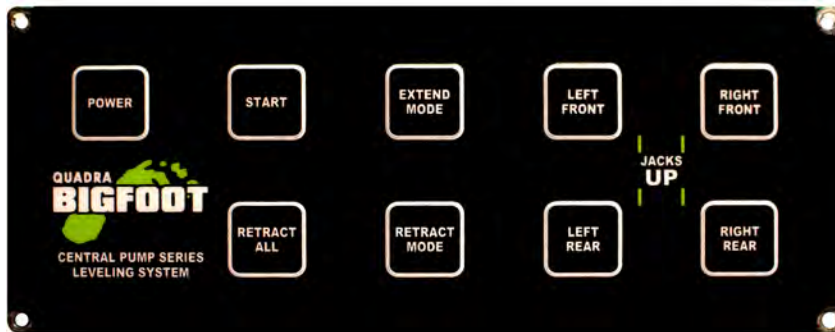 POWER
START
EXTEND
MODE
LEFT
FRONT
RIGHT
FRONT
JACKS
UP
QUADRA
BIGFOOT
CENTRAL PUMP SERIES
LEVELING SYSTEM
RETRACT
ALL
RETRACT
MODE
LEFT
REAR
RIGHT
REAR